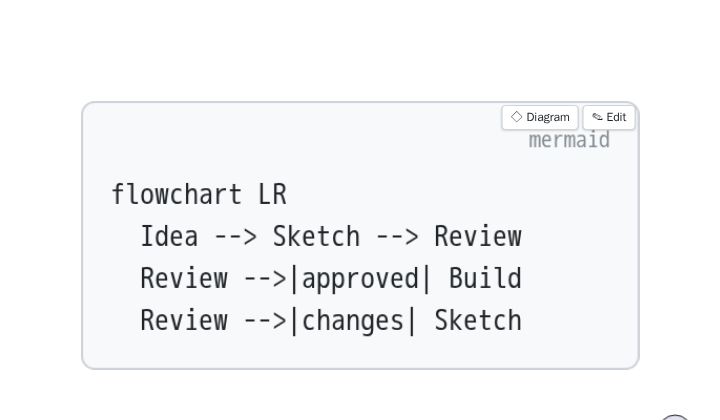 ◇ Diagram ✎ Edit
mermaid
flowchart LR
  Idea --> Sketch --> Review
  Review -->|approved| Build
  Review -->|changes| Sketch